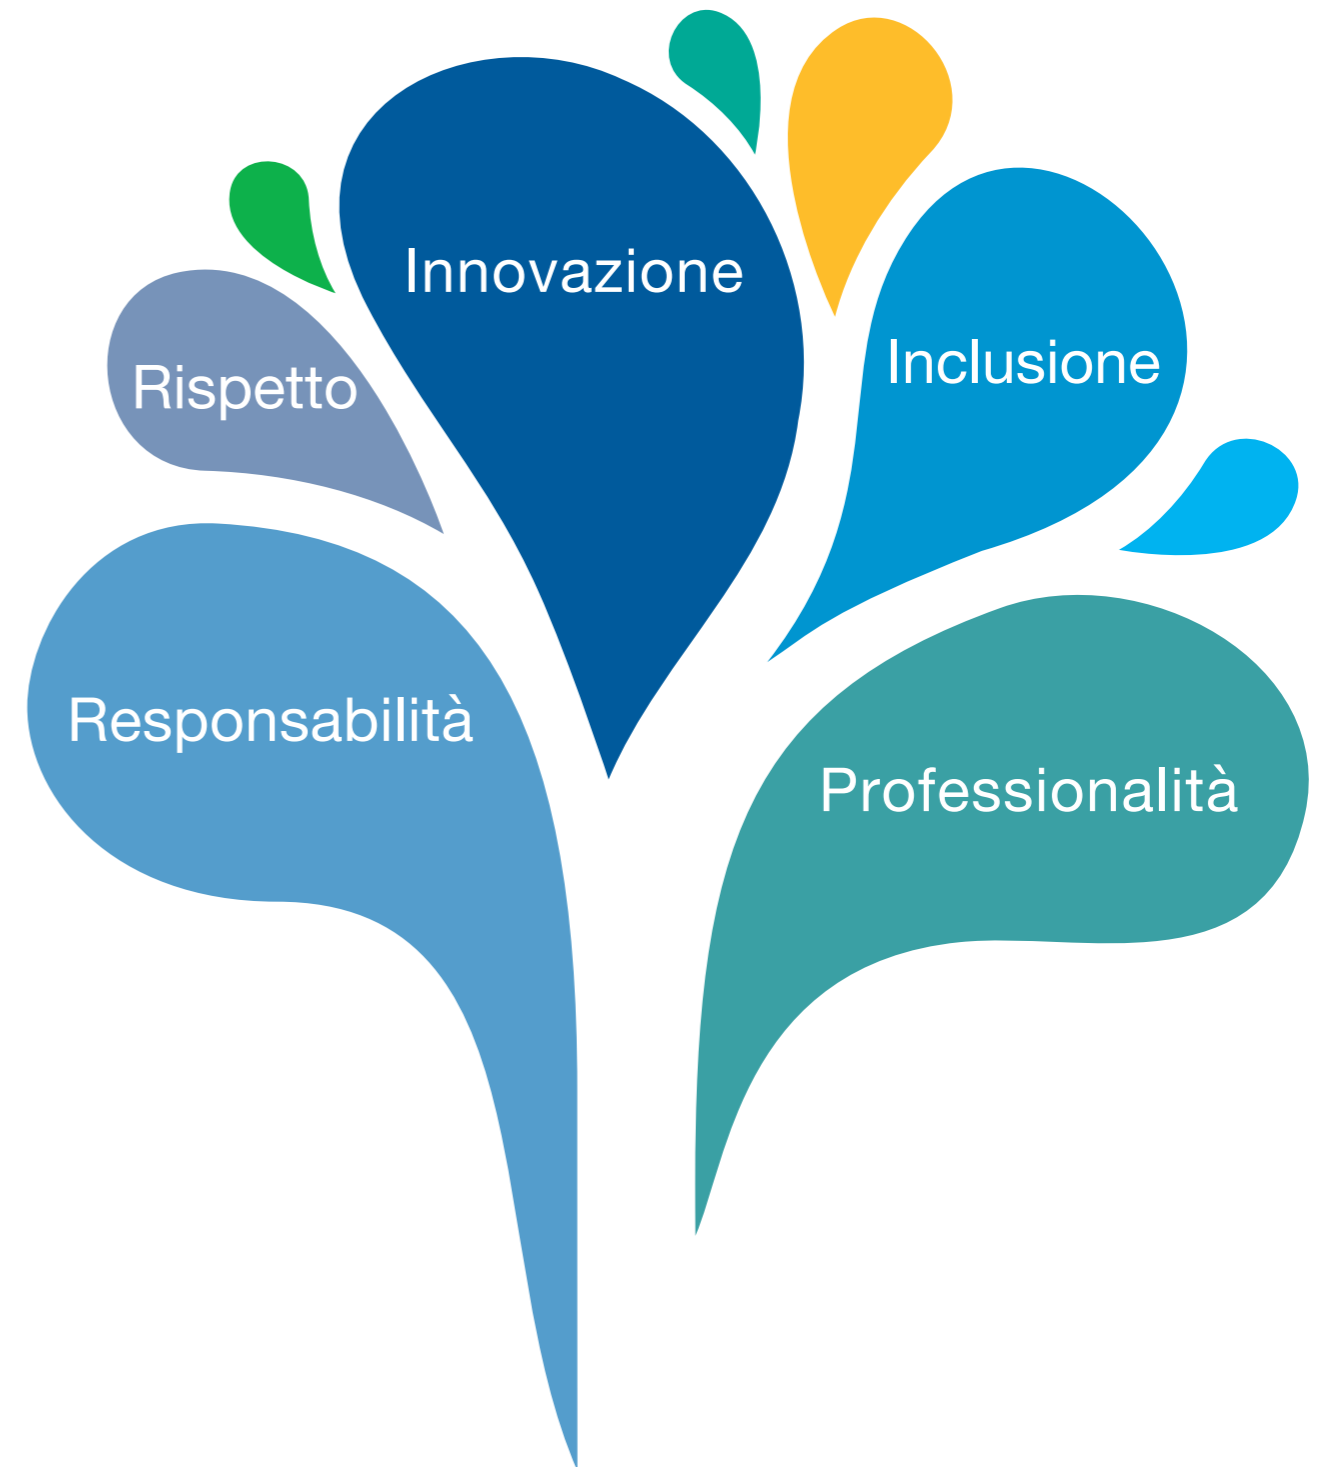 Innovazione
Inclusione
Rispetto
Responsabilità
Professionalità